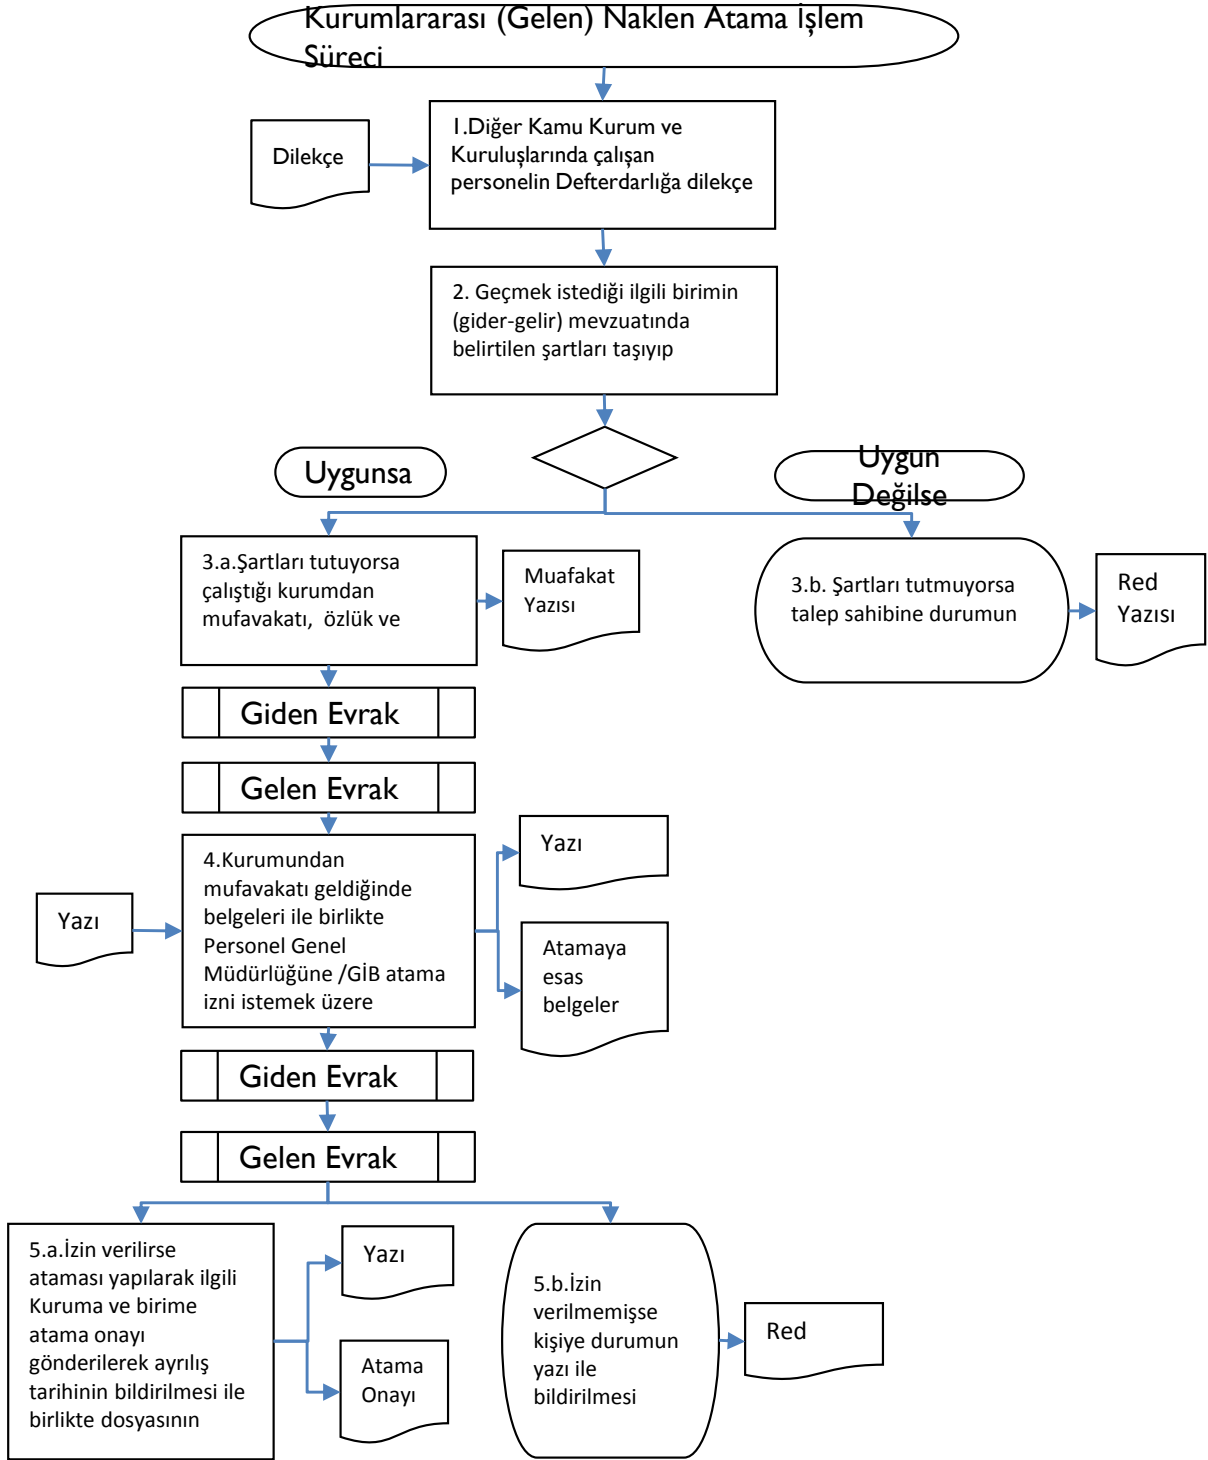 Kurumlararası (Gelen) Naklen Atama İşlem
Süreci
Dilekçe
1.Diğer Kamu Kurum ve
Kuruluşlarında çalışan
personelin Defterdarlığa dilekçe
2. Geçmek istediği ilgili birimin
(gider-gelir) mevzuatında
belirtilen şartları taşıyıp
Uygunsa
Uygun
Değilse
3.a.Şartları tutuyorsa
çalıştığı kurumdan
mufavakatı, özlük ve
Muafakat
Yazısı
3.b. Şartları tutmuyorsa
talep sahibine durumun
Red
Yazısı
Giden Evrak
Gelen Evrak
Yazı
4.Kurumundan
mufavakatı geldiğinde
belgeleri ile birlikte
Personel Genel
Müdürlüğüne /GİB atama
izni istemek üzere
Yazı
Atamaya
esas
belgeler
Giden Evrak
Gelen Evrak
5.a.İzin verilirse
ataması yapılarak ilgili
Kuruma ve birime
atama onayı
gönderilerek ayrılış
tarihinin bildirilmesi ile
birlikte dosyasının
Yazı
Atama
Onayı
5.b.İzin
verilmemişse
kişiye durumun
yazı ile
bildirilmesi
Red